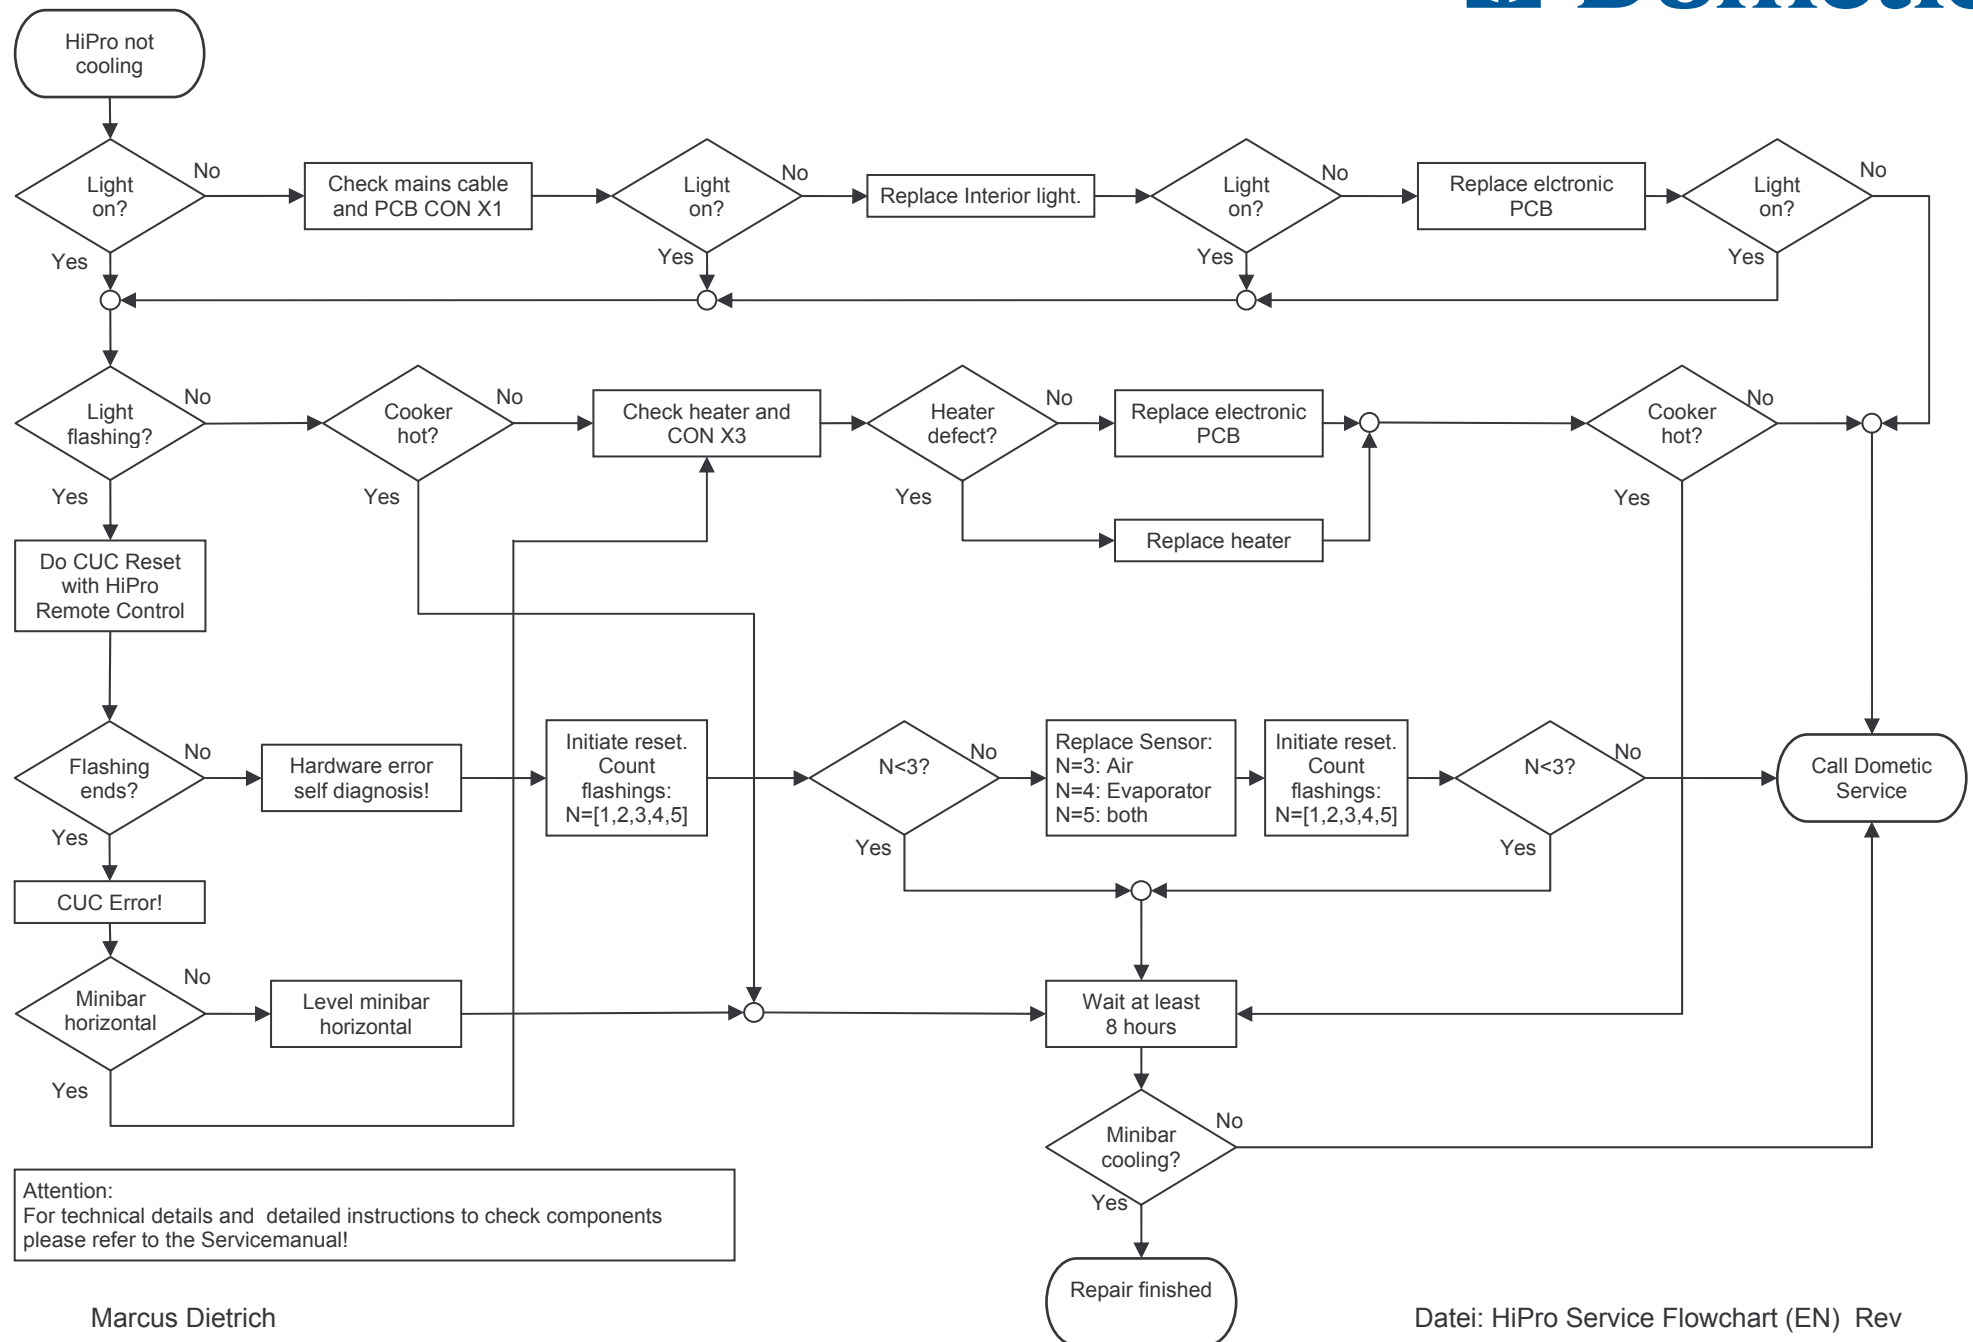 HiPro not
cooling
Light
on?
No
Yes
Check mains cable
and PCB CON X1
Light
on?
No
Yes
Replace Interior light.
Light
on?
No
Yes
Replace elctronic
PCB
Light
on?
No
Yes
Light
flashing?
No
Yes
Cooker
hot?
No
Yes
Check heater and
CON X3
Heater
defect?
No
Yes
Replace electronic
PCB
Replace heater
Cooker
hot?
No
Yes
Do CUC Reset
with HiPro
Remote Control
Flashing
ends?
No
Yes
Hardware error
self diagnosis!
Initiate reset.
Count
flashings:
N=[1,2,3,4,5]
N<3?
No
Yes
Replace Sensor:
N=3: Air
N=4: Evaporator
N=5: both
Initiate reset.
Count
flashings:
N=[1,2,3,4,5]
N<3?
No
Yes
Call Dometic
Service
CUC Error!
Minibar
horizontal
No
Yes
Level minibar
horizontal
Wait at least
8 hours
Minibar
cooling?
No
Yes
Repair finished
Attention:
For technical details and  detailed instructions to check components
please refer to the Servicemanual!
Marcus Dietrich
Datei: HiPro Service Flowchart (EN)  Rev